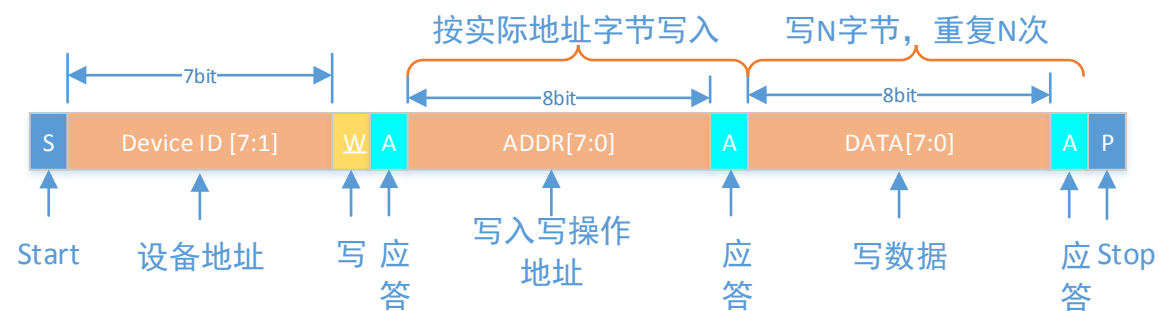 按实际地址字节写入 写N字节，重复N次
7bit 8bit 8bit
S Device ID [7:1] W A ADDR[7:0] A DATA[7:0] A P
Start 设备地址 写 应答 写入写操作地址 应答 写数据 应答 Stop